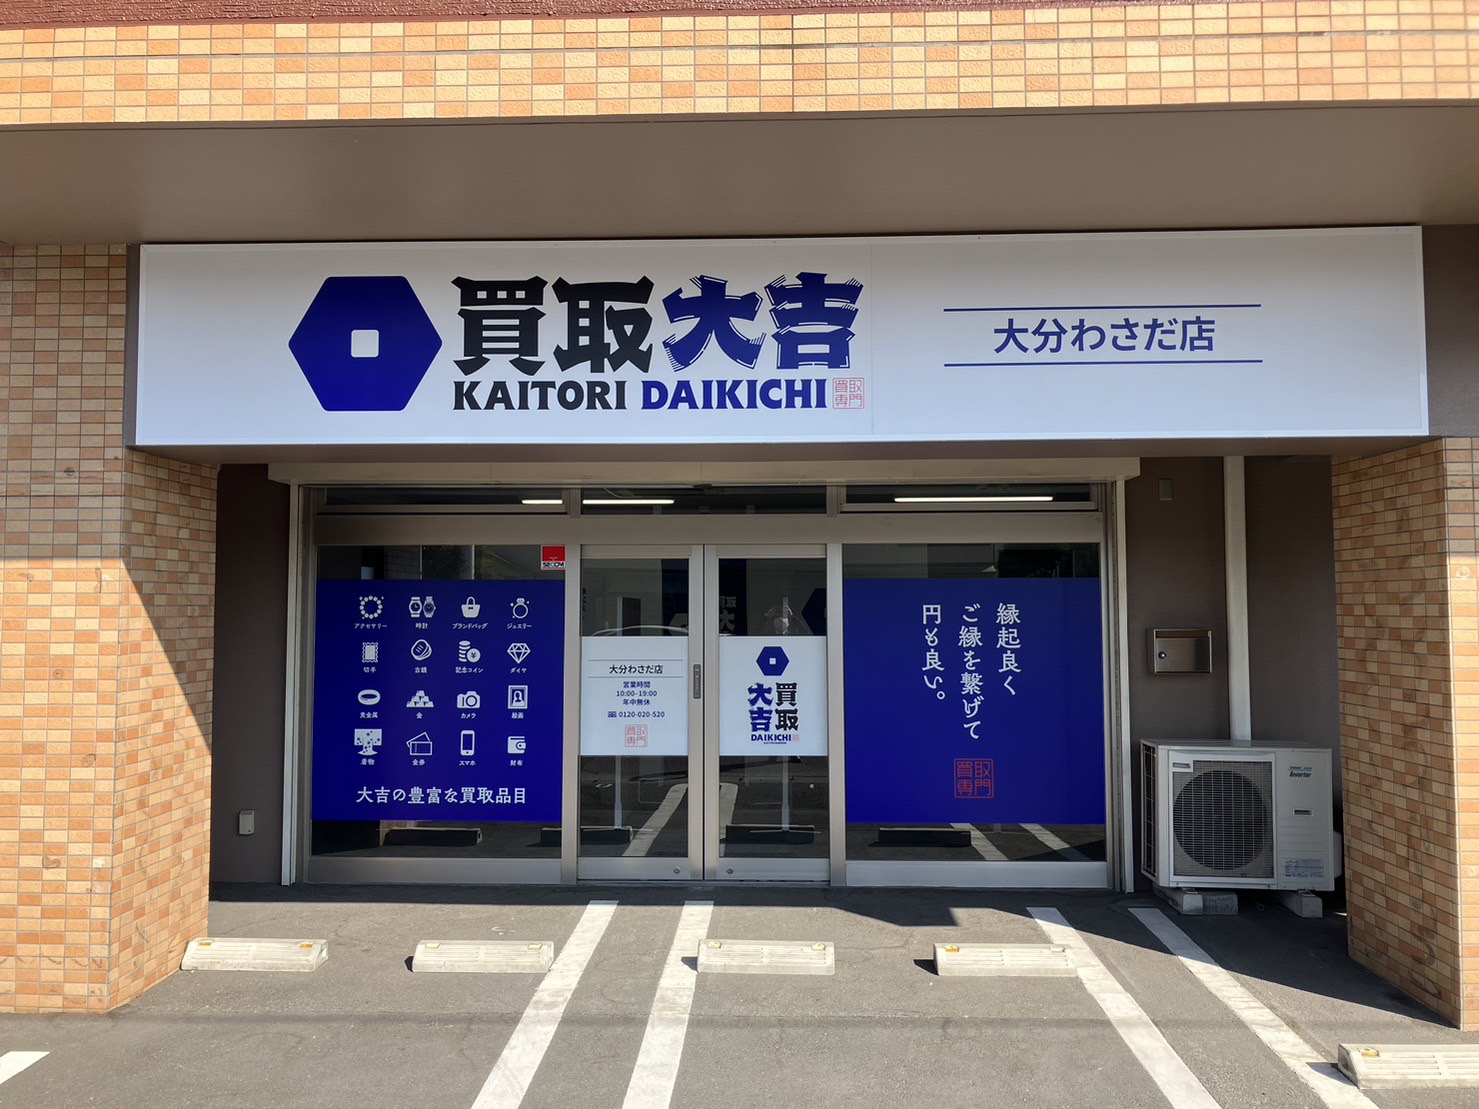 買取大吉
KAITORI DAIKICHI
買取
専門
大分わさだ店
SECOM
アクセサリー
時計
ブランドバッグ
ジュエリー
切手
古銭
記念コイン
ダイヤ
貴金属
金
カメラ
絵画
着物
金券
スマホ
財布
大吉の豊富な買取品目
大分わさだ店
営業時間
10:00-19:00
年中無休
0120-020-520
買取
専門
買取
大吉
DAIKICHI
縁起良く
ご縁を繋げて
円も良い。
買取
専門
Inverter